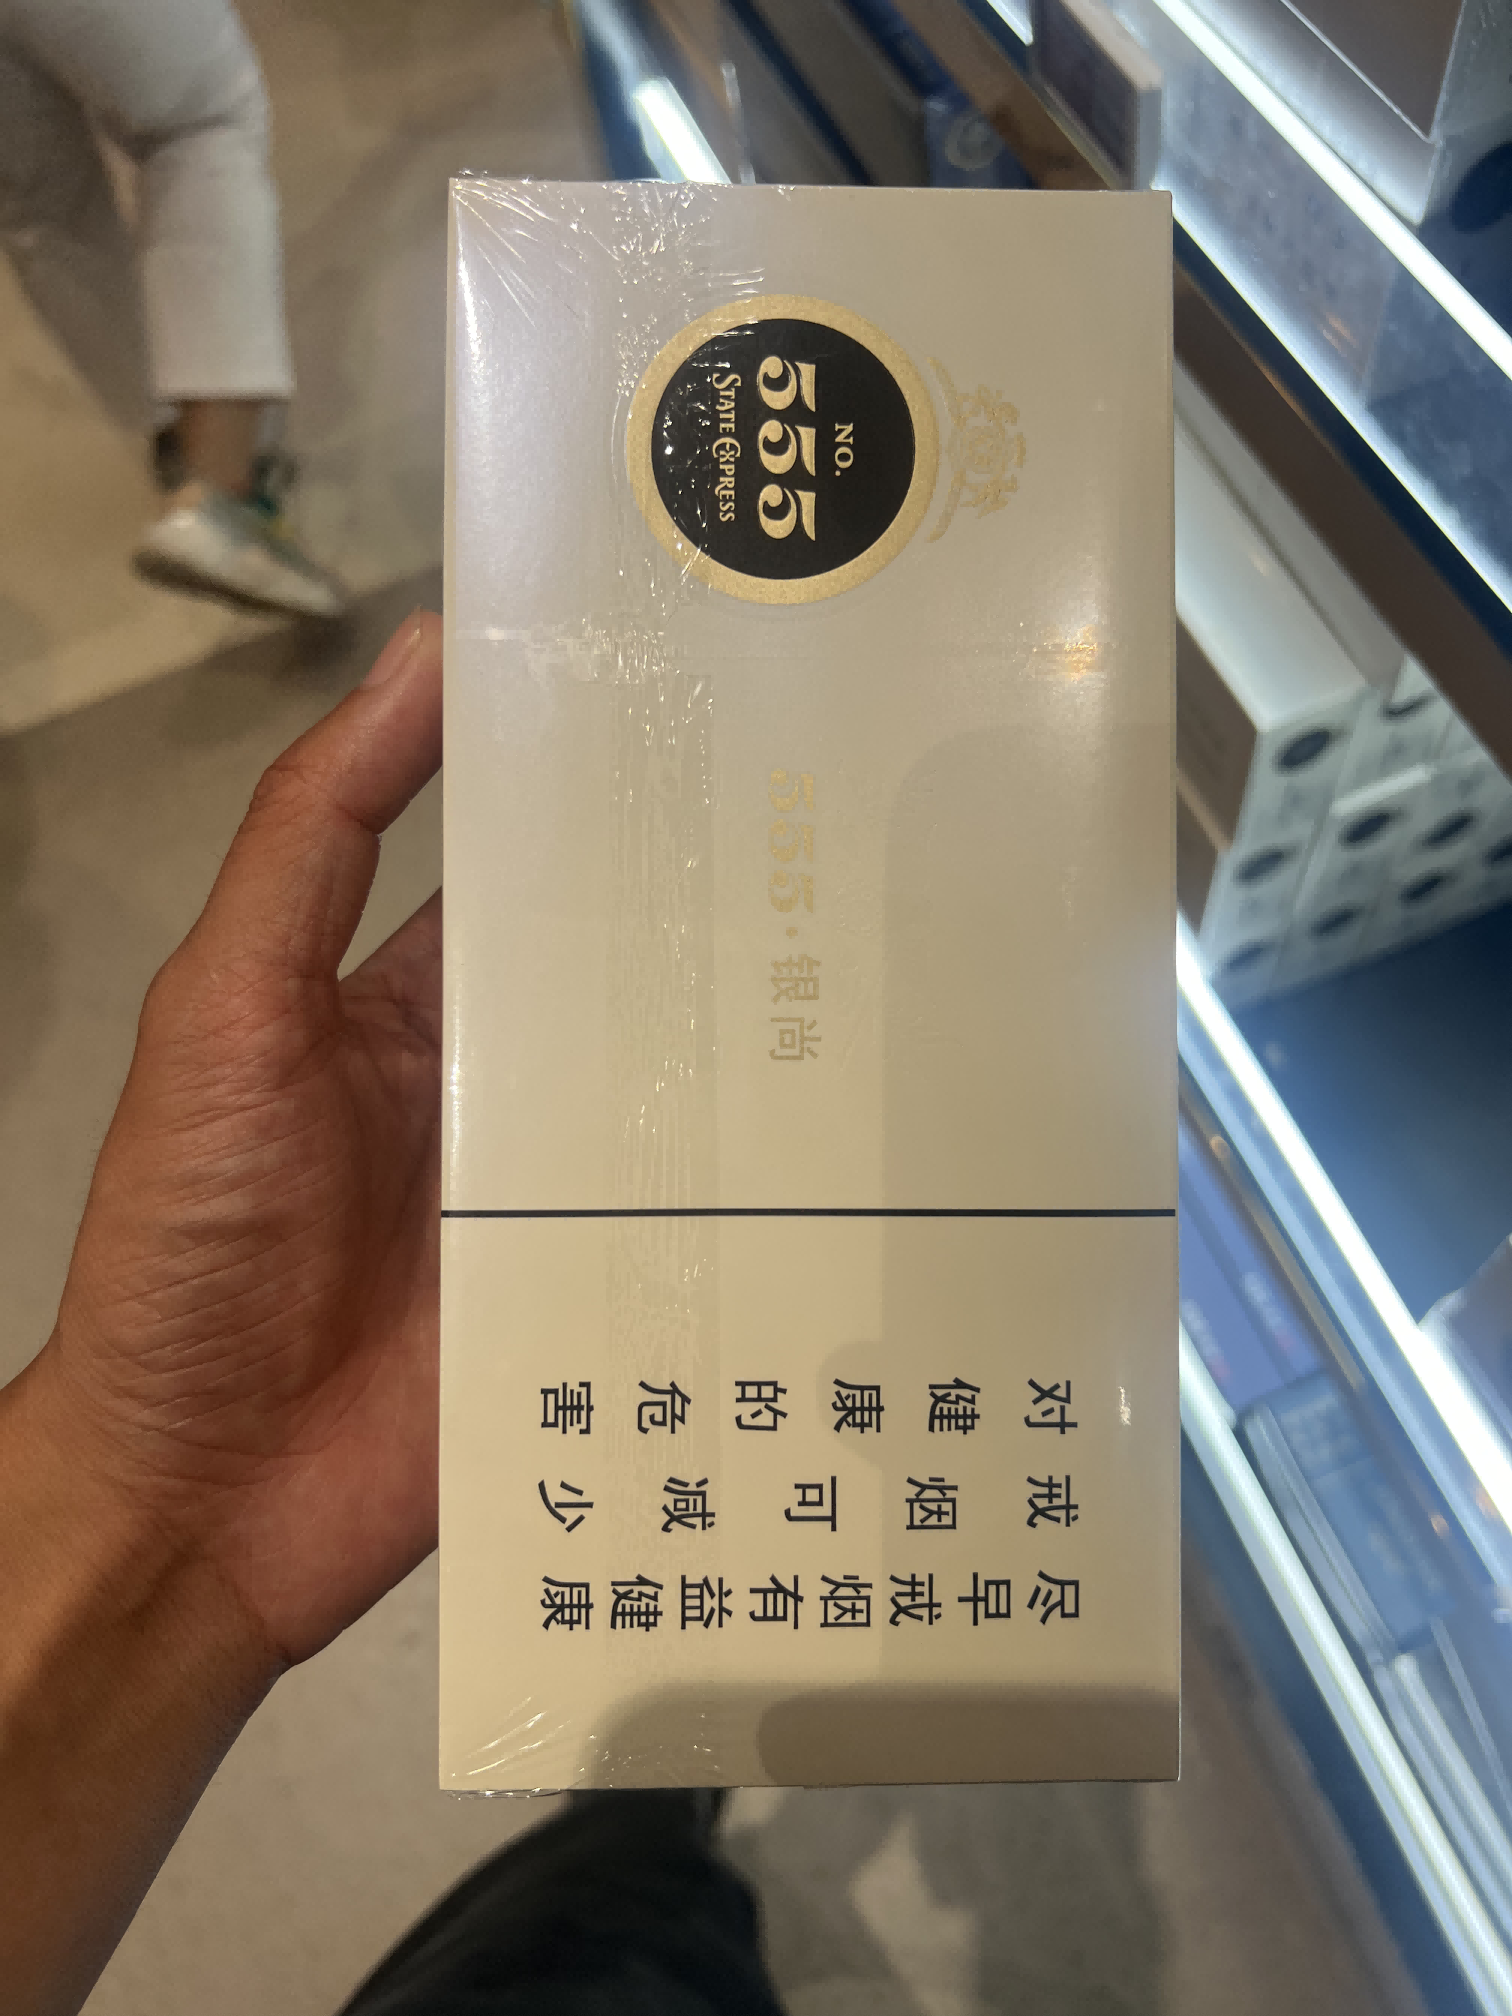 NO.
555
STATE EXPRESS
555·银尚
尽早戒烟有益健康
戒烟可减少
对健康的危害